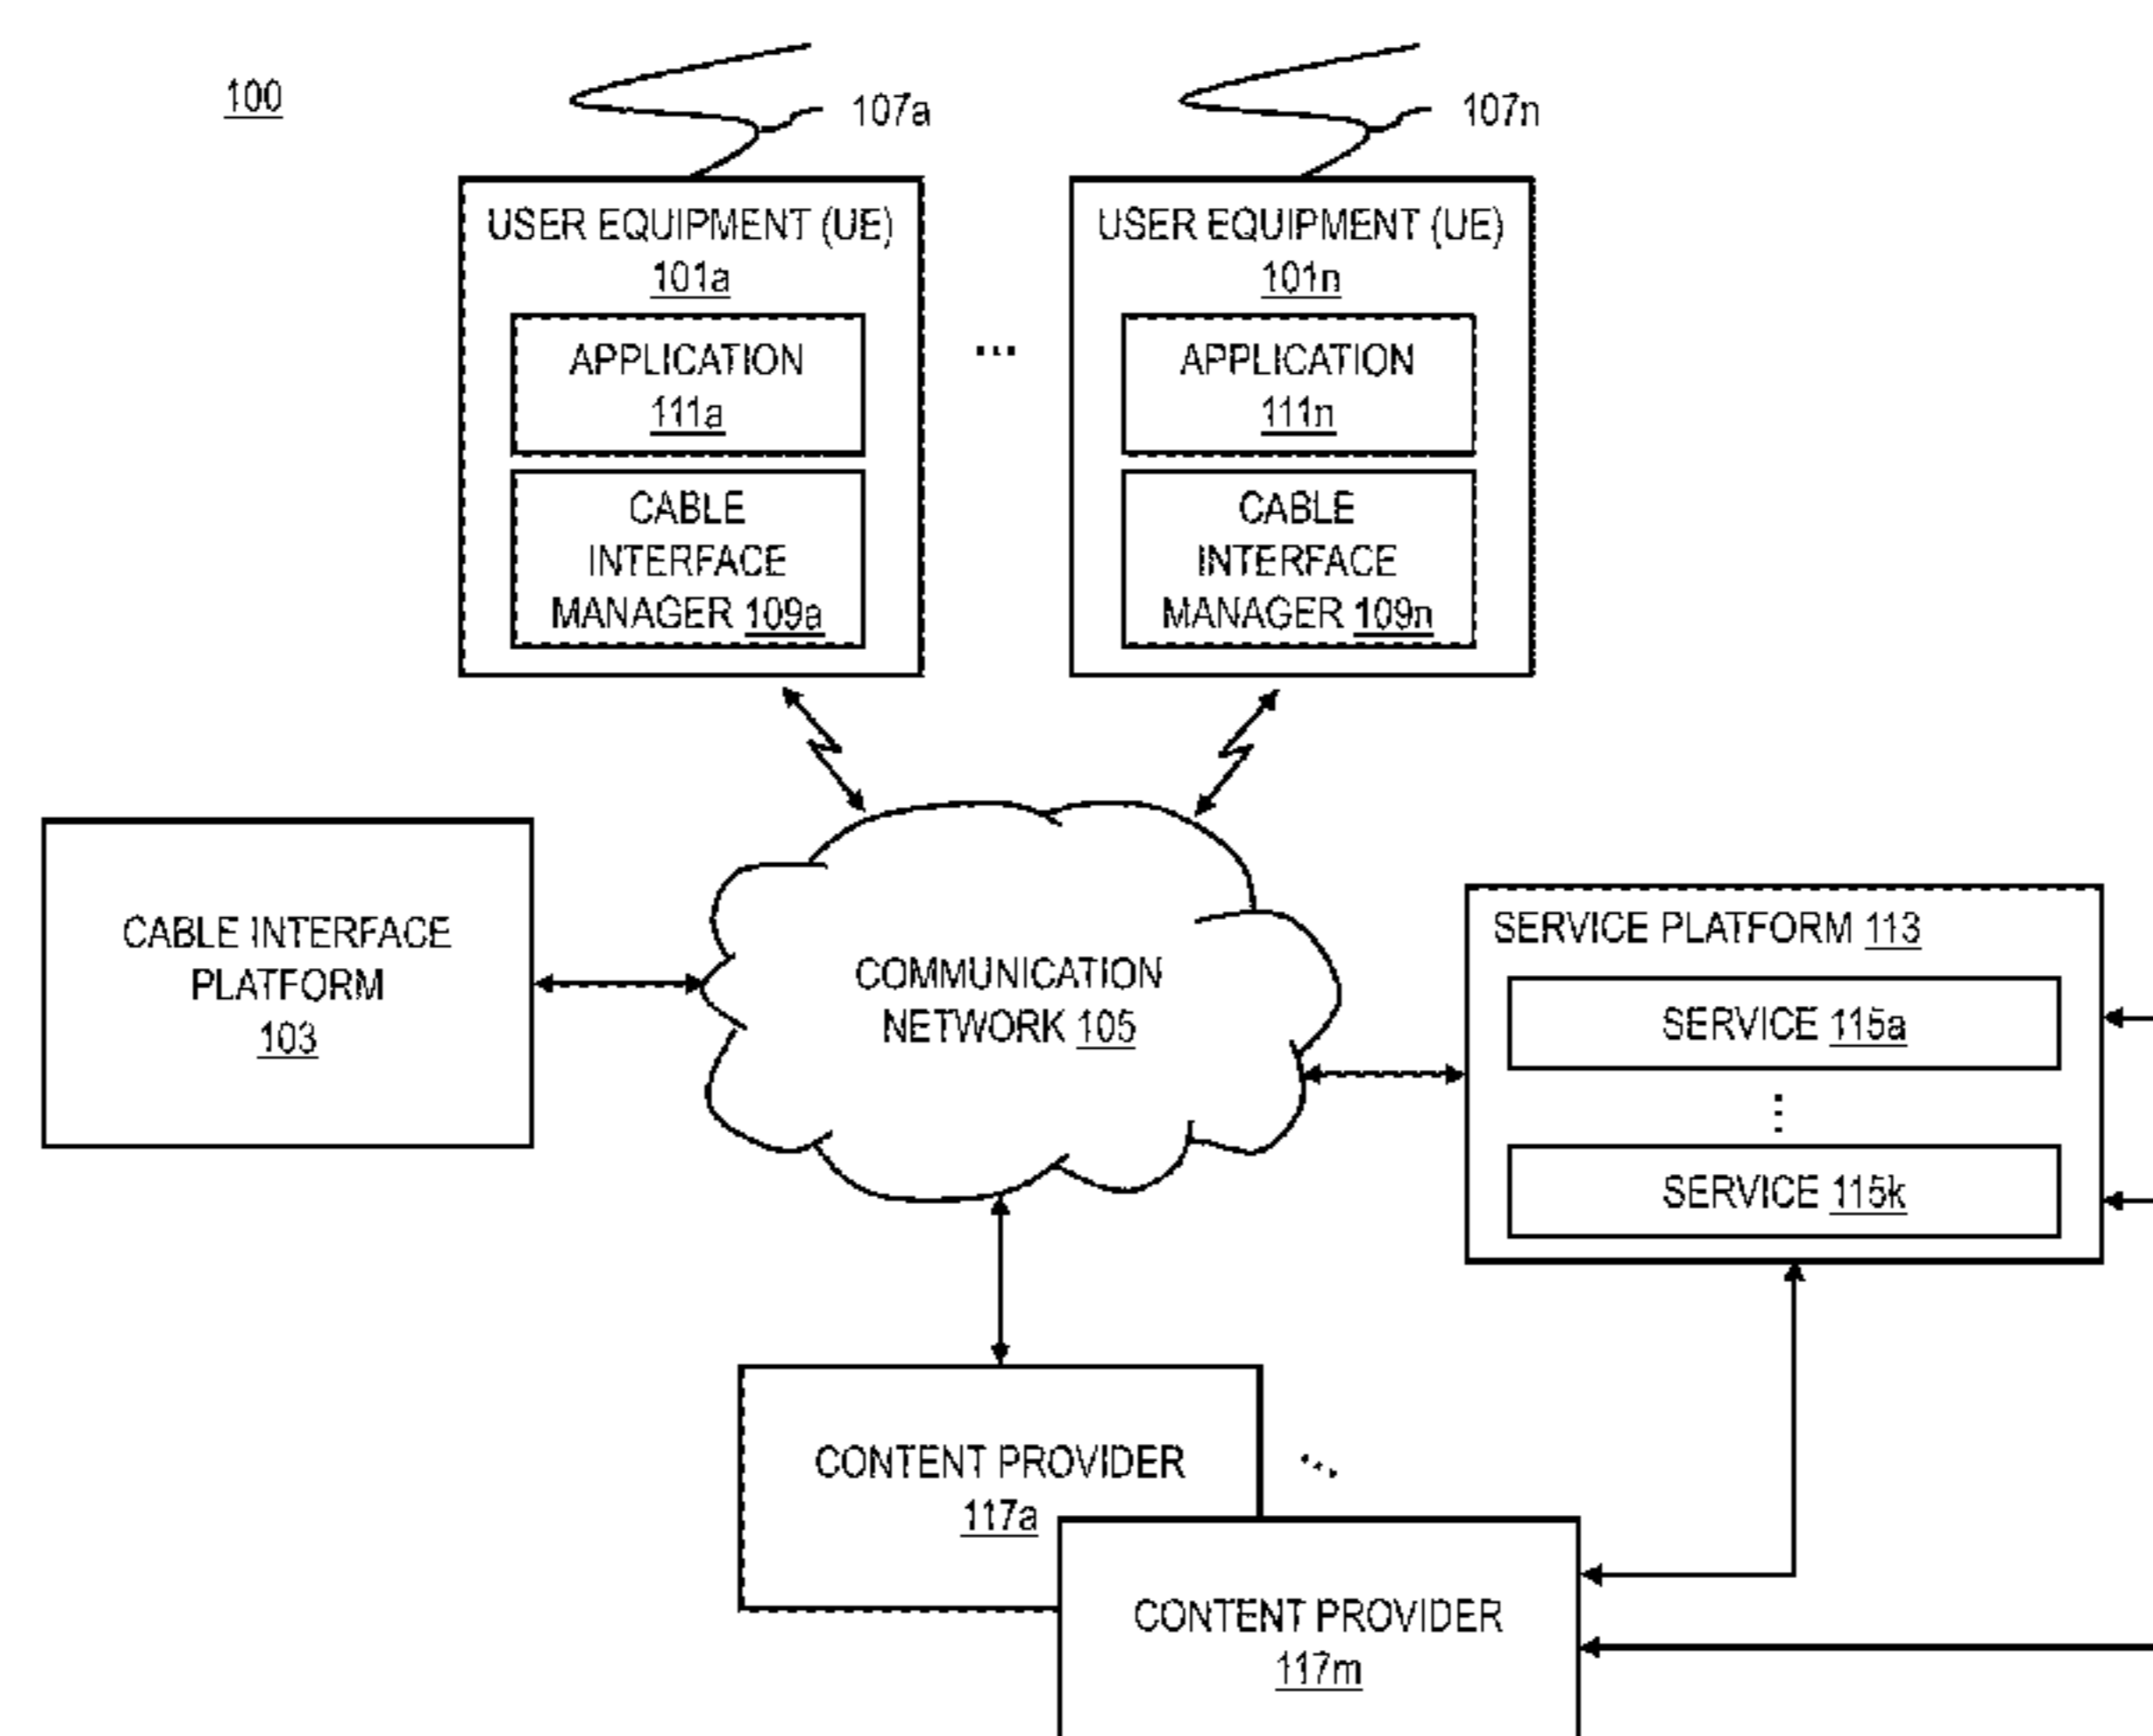 100
107a
107n
USER EQUIPMENT (UE)
101a
APPLICATION
111a
CABLE
INTERFACE
MANAGER 109a
...
USER EQUIPMENT (UE)
101n
APPLICATION
111n
CABLE
INTERFACE
MANAGER 109n
CABLE INTERFACE
PLATFORM
103
COMMUNICATION
NETWORK 105
SERVICE PLATFORM 113
SERVICE 115a
SERVICE 115k
CONTENT PROVIDER
117a
CONTENT PROVIDER
117m